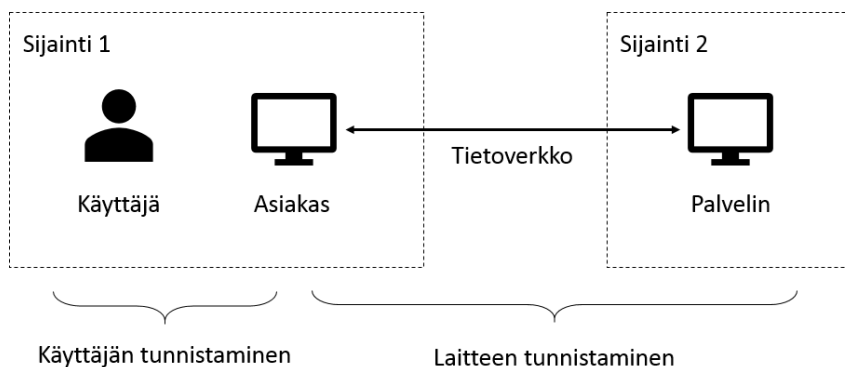 Sijainti 1
Sijainti 2
Tietoverkko
Käyttäjä
Asiakas
Palvelin
Käyttäjän tunnistaminen
Laitteen tunnistaminen